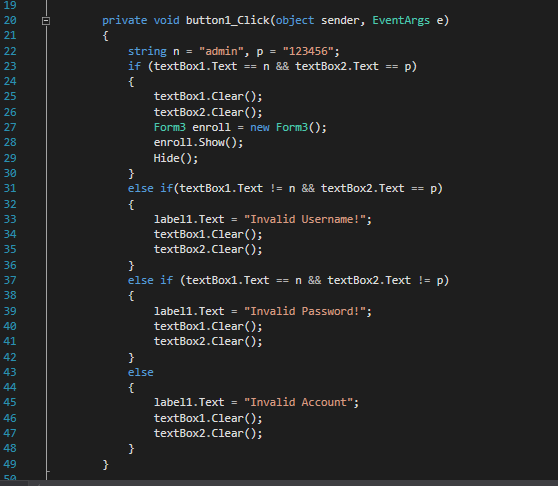 19
20 private void button1_Click(object sender, EventArgs e)
21 {
22 string n = "admin", p = "123456";
23 if (textBox1.Text == n && textBox2.Text == p)
24 {
25 textBox1.Clear();
26 textBox2.Clear();
27 Form3 enroll = new Form3();
28 enroll.Show();
29 Hide();
30 }
31 else if(textBox1.Text != n && textBox2.Text == p)
32 {
33 label1.Text = "Invalid Username!";
34 textBox1.Clear();
35 textBox2.Clear();
36 }
37 else if (textBox1.Text == n && textBox2.Text != p)
38 {
39 label1.Text = "Invalid Password!";
40 textBox1.Clear();
41 textBox2.Clear();
42 }
43 else
44 {
45 label1.Text = "Invalid Account";
46 textBox1.Clear();
47 textBox2.Clear();
48 }
49 }
50